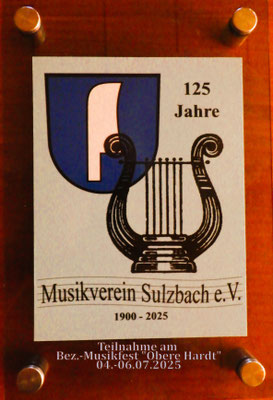 125
Jahre
Musikverein Sulzbach e.V.
1900 - 2025
Teilnahme am
Bez.-Musikfest "Obere Hardt"
04.-06.07.2025